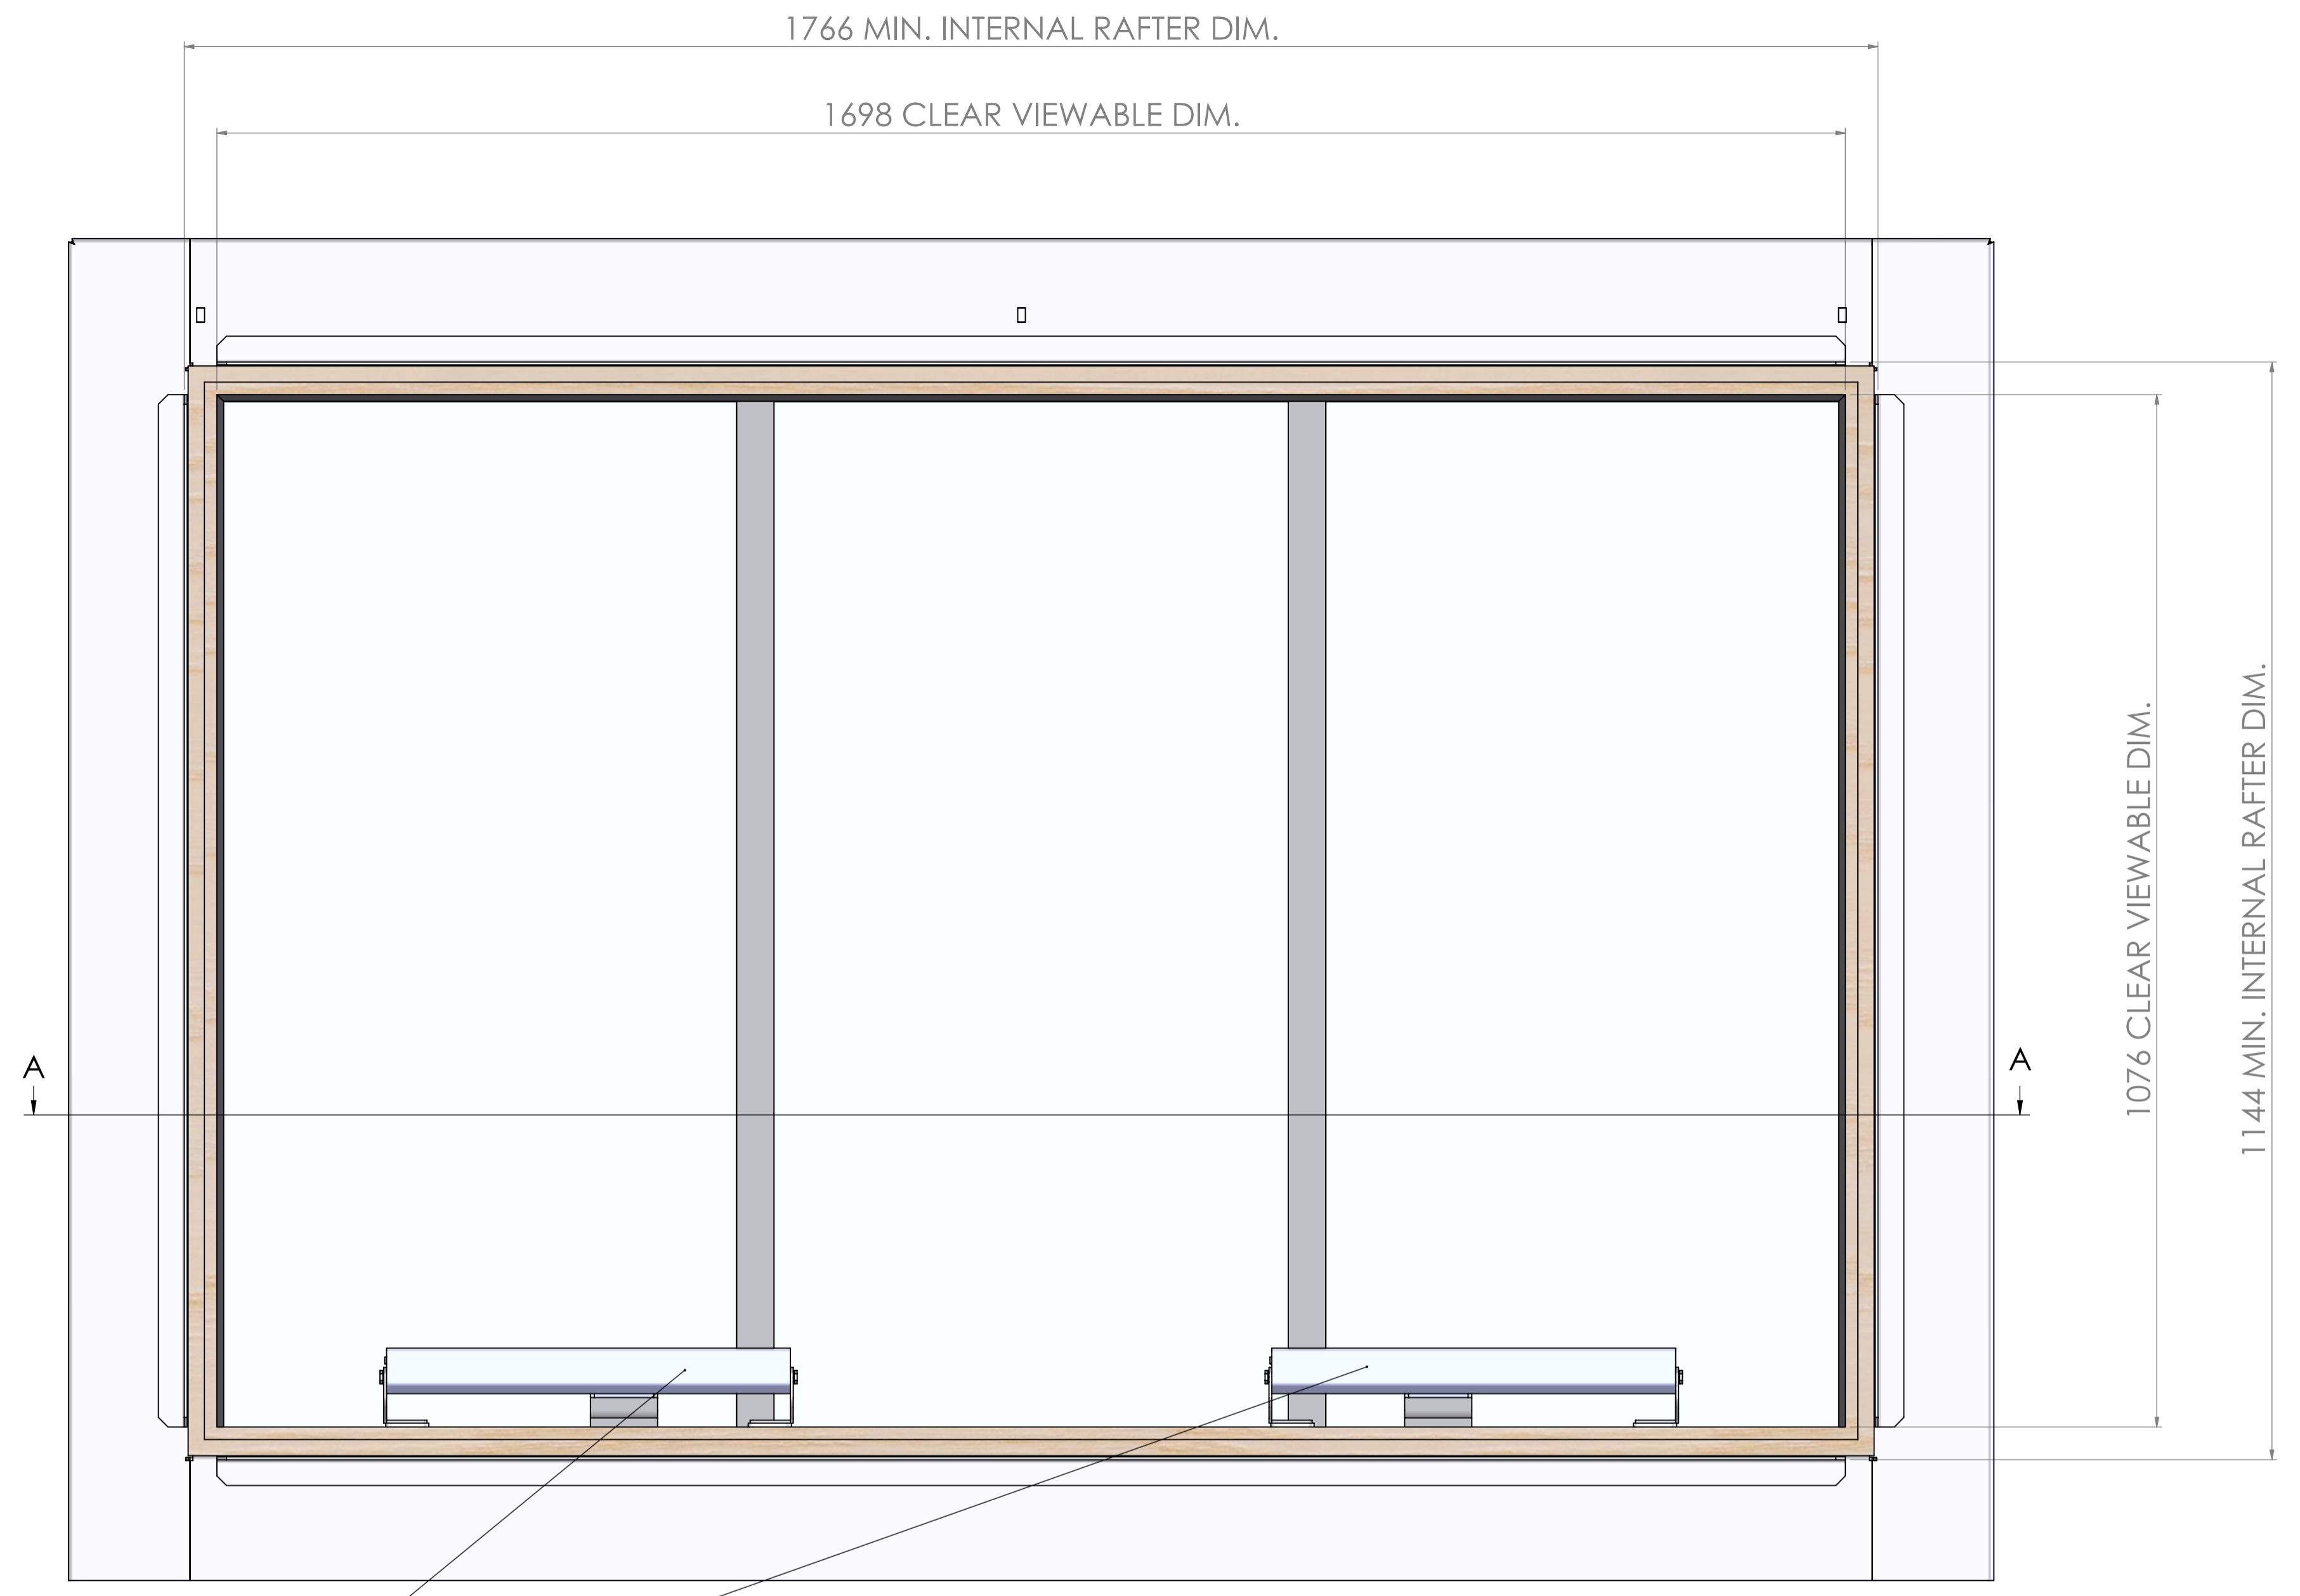 1766 MIN. INTERNAL RAFTER DIM.
1698 CLEAR VIEWABLE DIM.
1076 CLEAR VIEWABLE DIM.
1144 MIN. INTERNAL RAFTER DIM.
A
A